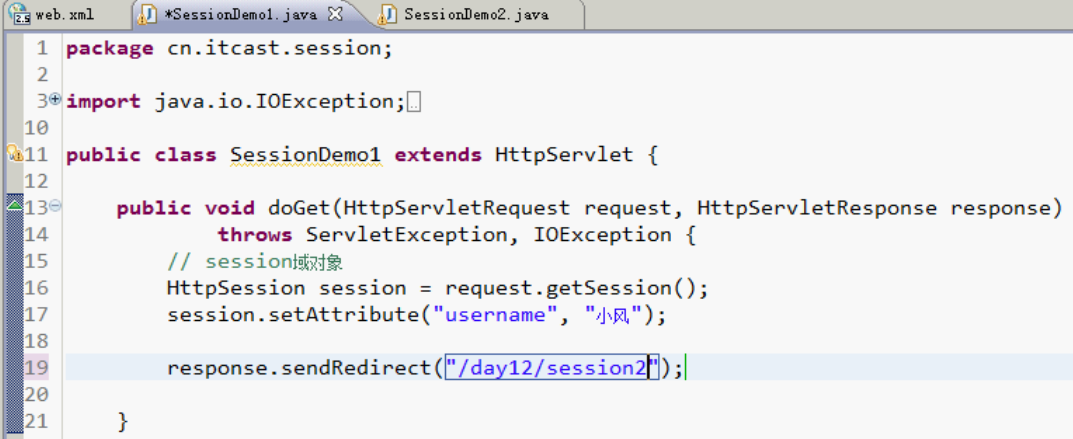 web.xml *SessionDemo1.java SessionDemo2.java
1 package cn.itcast.session;
2
3 import java.io.IOException;
10
11 public class SessionDemo1 extends HttpServlet {
12
13 public void doGet(HttpServletRequest request, HttpServletResponse response)
14 throws ServletException, IOException {
15 // session域对象
16 HttpSession session = request.getSession();
17 session.setAttribute("username", "小风");
18
19 response.sendRedirect("/day12/session2");
20
21 }